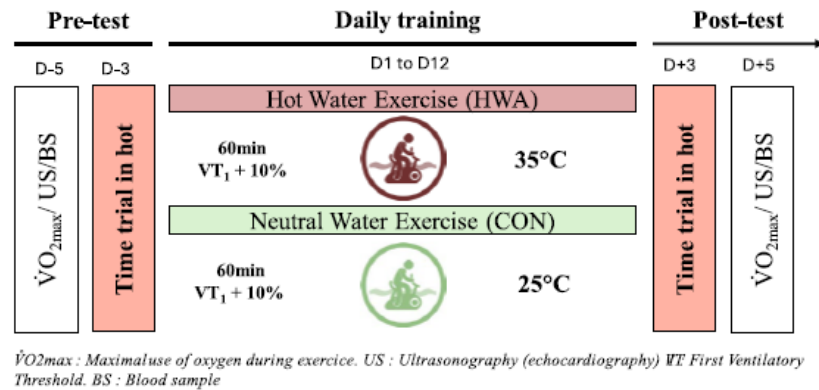 Pre-test Daily training Post-test
D-5 D-3 D1 to D12 D+3 D+5
V̇O2max/ US/BS
Time trial in hot
Hot Water Exercise (HWA)
60min
VT1 + 10%
35°C
Neutral Water Exercise (CON)
60min
VT1 + 10%
25°C
Time trial in hot
V̇O2max/ US/BS
V̇O2max : Maximal use of oxygen during exercice. US : Ultrasonography (echocardiography) First Ventilatory
Threshold. BS : Blood sample